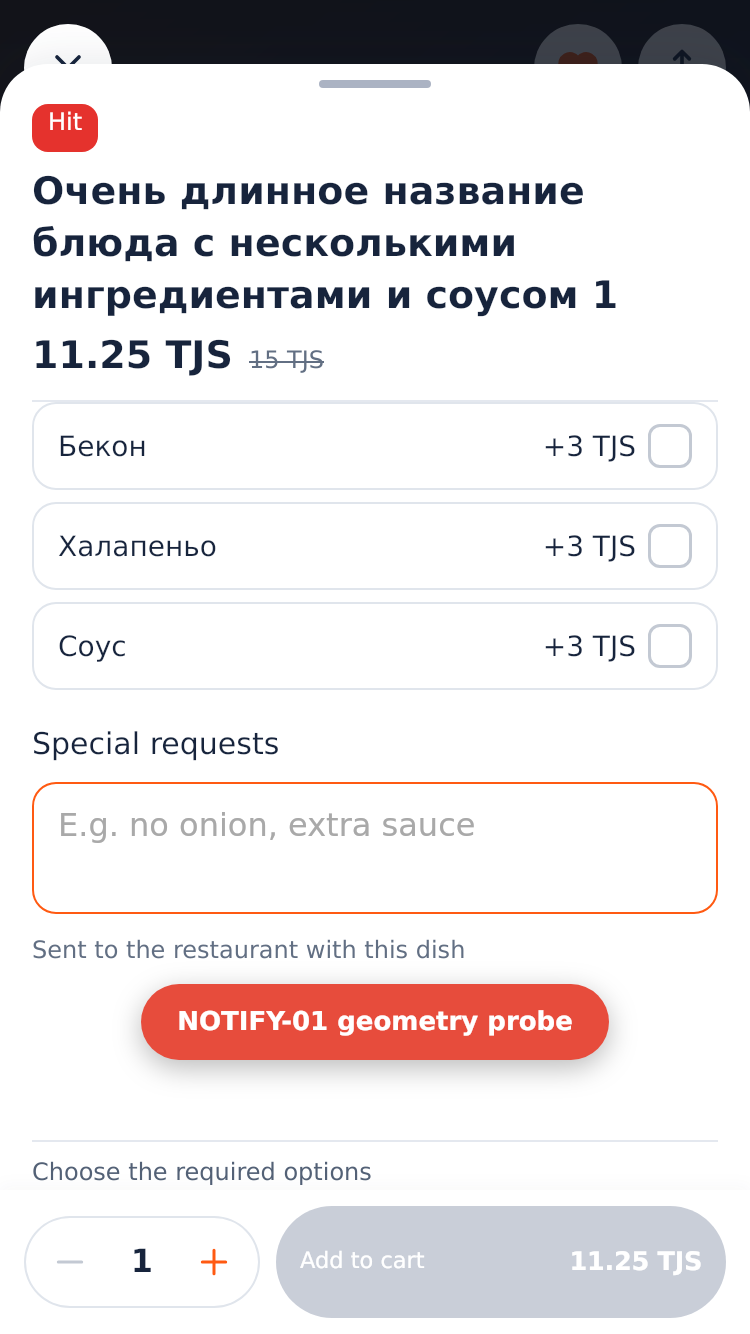 Hit
Очень длинное название
блюда с несколькими
ингредиентами и соусом 1
11.25 TJS 15 TJS
Бекон +3 TJS
Халапеньо +3 TJS
Соус +3 TJS
Special requests
E.g. no onion, extra sauce
Sent to the restaurant with this dish
NOTIFY-01 geometry probe
Choose the required options
1 Add to cart 11.25 TJS